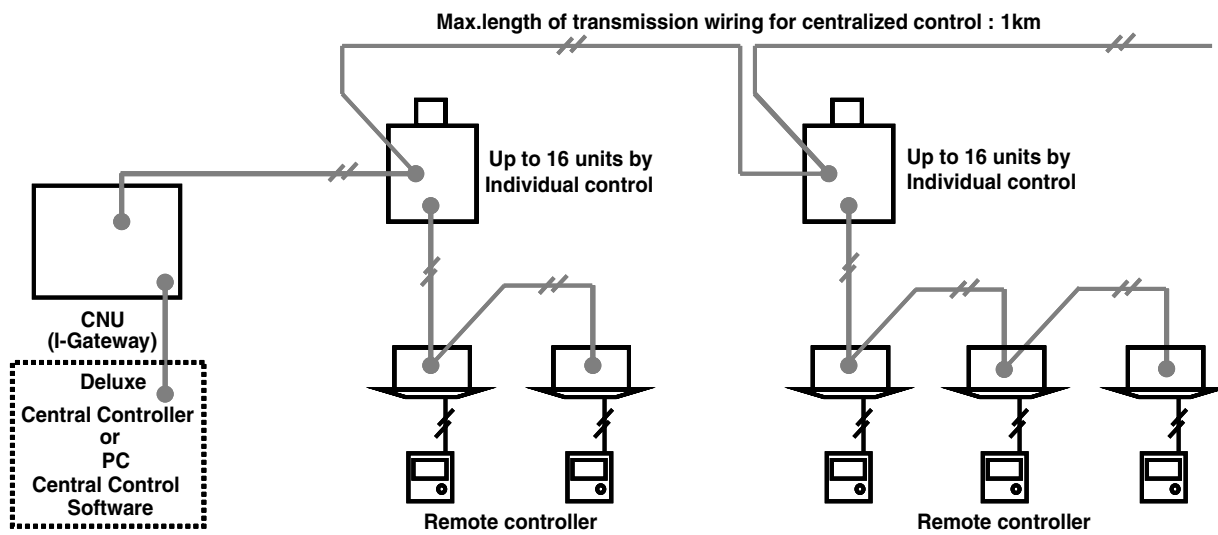 Max.length of transmission wiring for centralized control : 1km
Up to 16 units by
Individual control
Up to 16 units by
Individual control
CNU
(I-Gateway)
Deluxe
Central Controller
or
PC
Central Control
Software
Remote controller
Remote controller